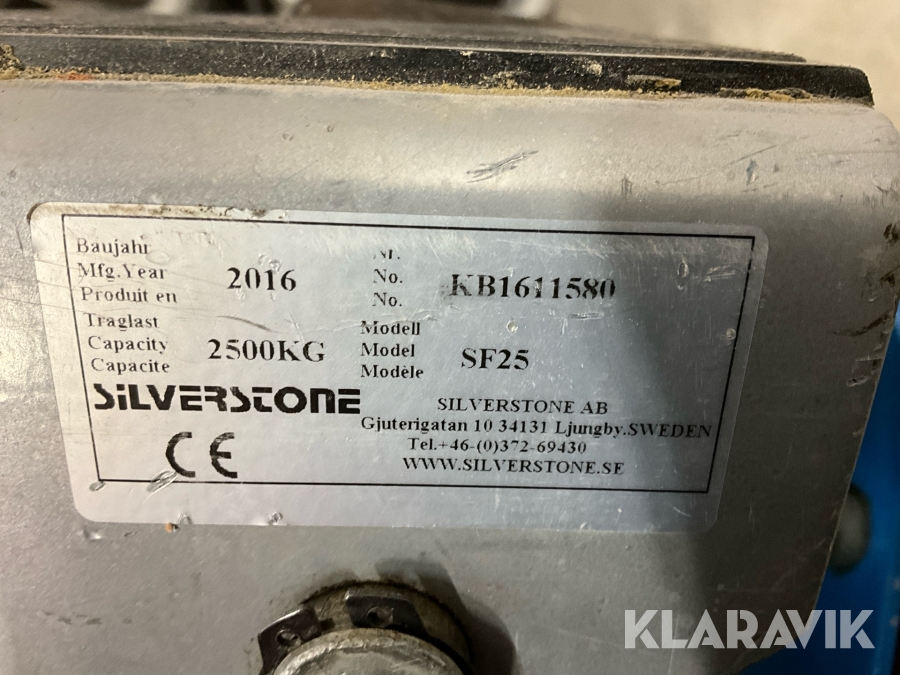 Baujahr
Mfg.Year
Produit en
2016
Nr.
No.
No.
KB1611580
Traglast
Capacity
Capacite
2500KG
Modell
Model
Modèle
SF25
SiLVERSTONE
SILVERSTONE AB
Gjuterigatan 10 34131 Ljungby.SWEDEN
Tel.+46-(0)372-69430
WWW.SILVERSTONE.SE
CE
KLARAVIK